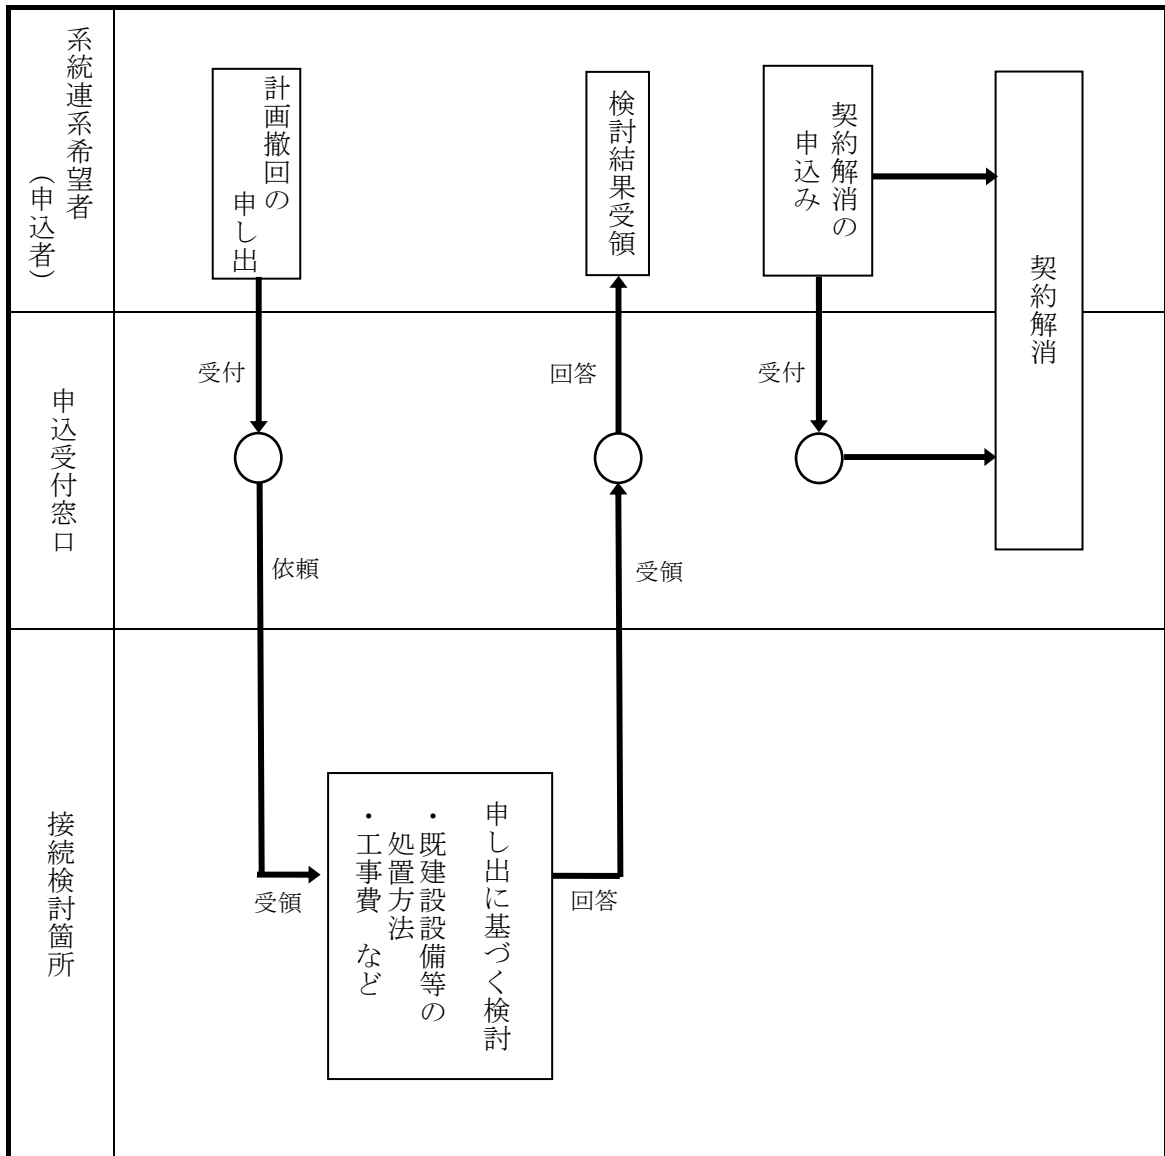 系統連系希望者
（申込者）
計画撤回の
申し出
検討結果受領
契約解消の
申込み
契約解消
申込受付窓口
受付
回答
受付
依頼
受領
接続検討箇所
受領
申し出に基づく検討
・既建設設備等の
処置方法
・工事費　など
回答